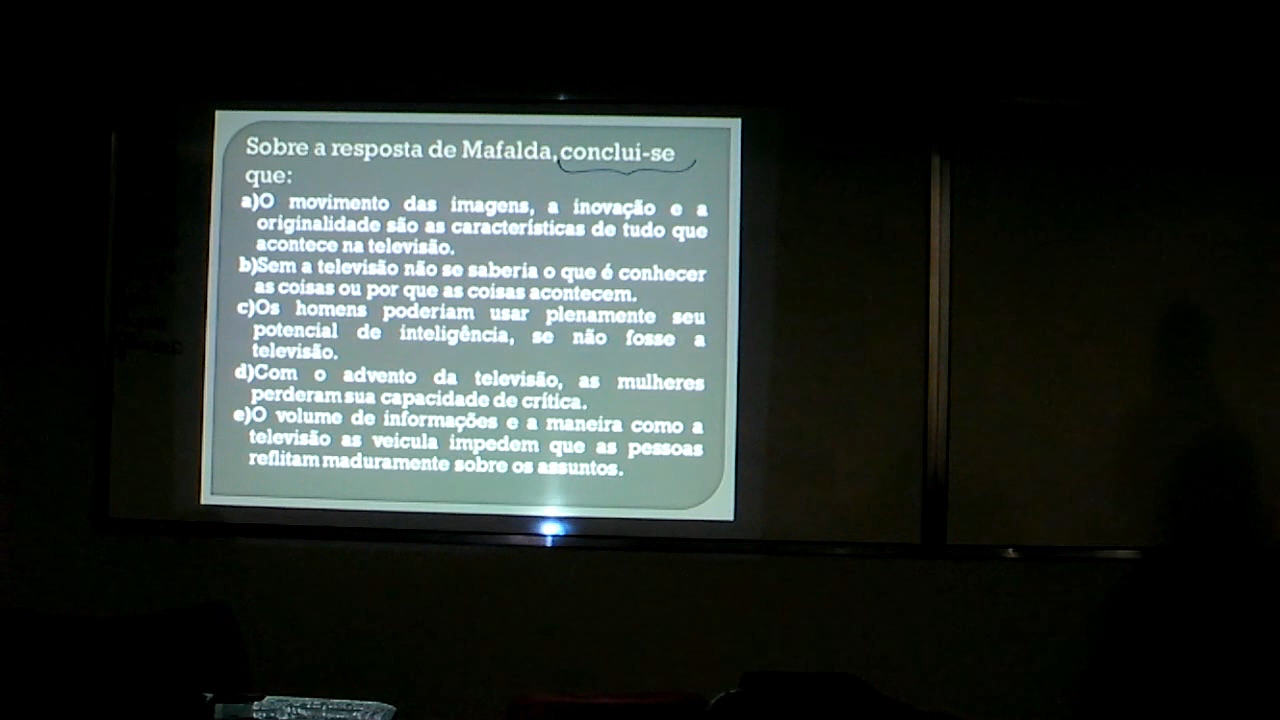 Sobre a resposta de Mafalda, conclui-se
que:
a)O movimento das imagens, a inovação e a
originalidade são as características de tudo que
acontece na televisão.
b)Sem a televisão não se saberia o que é conhecer
as coisas ou por que as coisas acontecem.
c)Os homens poderiam usar plenamente seu
potencial de inteligência, se não fosse a
televisão.
d)Com o advento da televisão, as mulheres
perderam sua capacidade de crítica.
e)O volume de informações e a maneira como a
televisão as veicula impedem que as pessoas
reflitam maduramente sobre os assuntos.